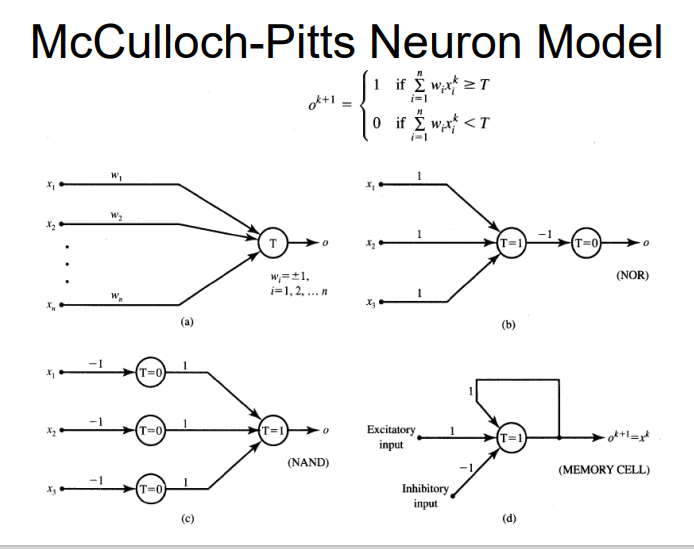 McCulloch-Pitts Neuron Model
o^{k+1} = { 1 if \sum_{i=1}^{n} w_i x_i^k ≥ T
0 if \sum_{i=1}^{n} w_i x_i^k < T
x₁ w₁
x₂ w₂
T o
wᵢ=±1,
i=1, 2, ... n
xₙ wₙ
(a)
x₁ 1
x₂ 1 T=1 −1 T=0 o
(NOR)
x₃ 1
(b)
x₁ −1 T=0 1
x₂ −1 T=0 1 T=1 o
(NAND)
x₃ −1 T=0 1
(c)
1
Excitatory
input
1 T=1 o^{k+1}=x^k
(MEMORY CELL)
−1
Inhibitory
input
(d)